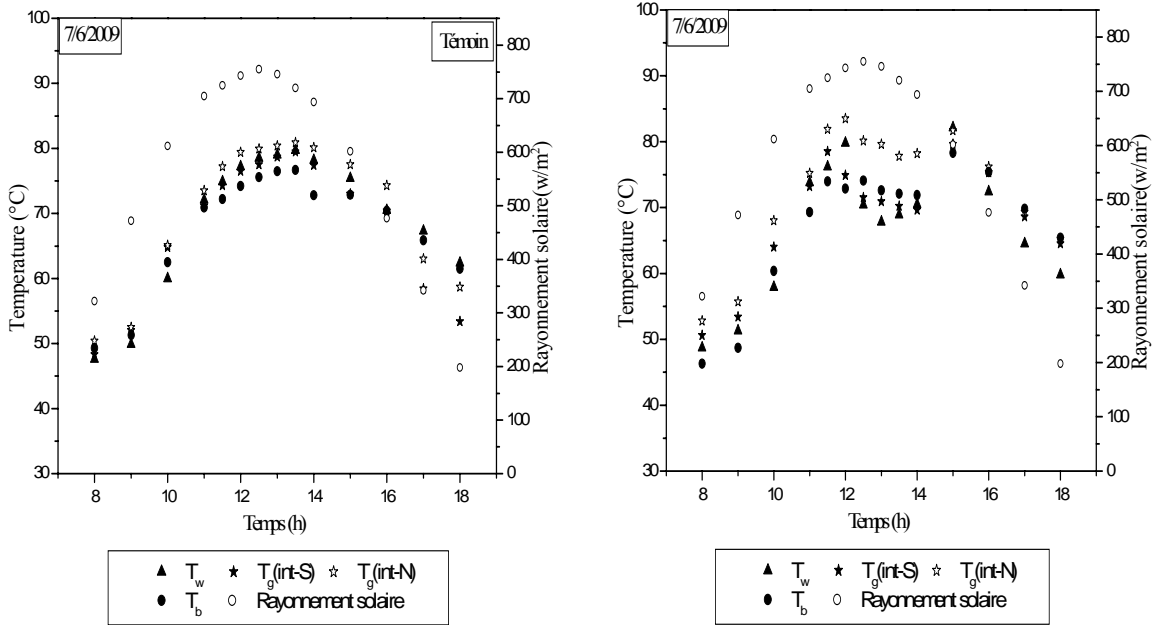 7/6/2009
Témoin
100
90
80
70
60
50
40
30
Temperature (°C)
800
700
600
500
400
300
200
100
0
Rayonnement solaire(w/m²)
8 10 12 14 16 18
Temps(h)
T_w T_g(int-S) T_g(int-N)
T_b Rayonnement solaire
7/6/2009
100
90
80
70
60
50
40
30
Temperature (°C)
800
700
600
500
400
300
200
100
0
Rayonnement solaire(w/m²)
8 10 12 14 16 18
Temps(h)
T_w T_g(int-S) T_g(int-N)
T_b Rayonnement solaire